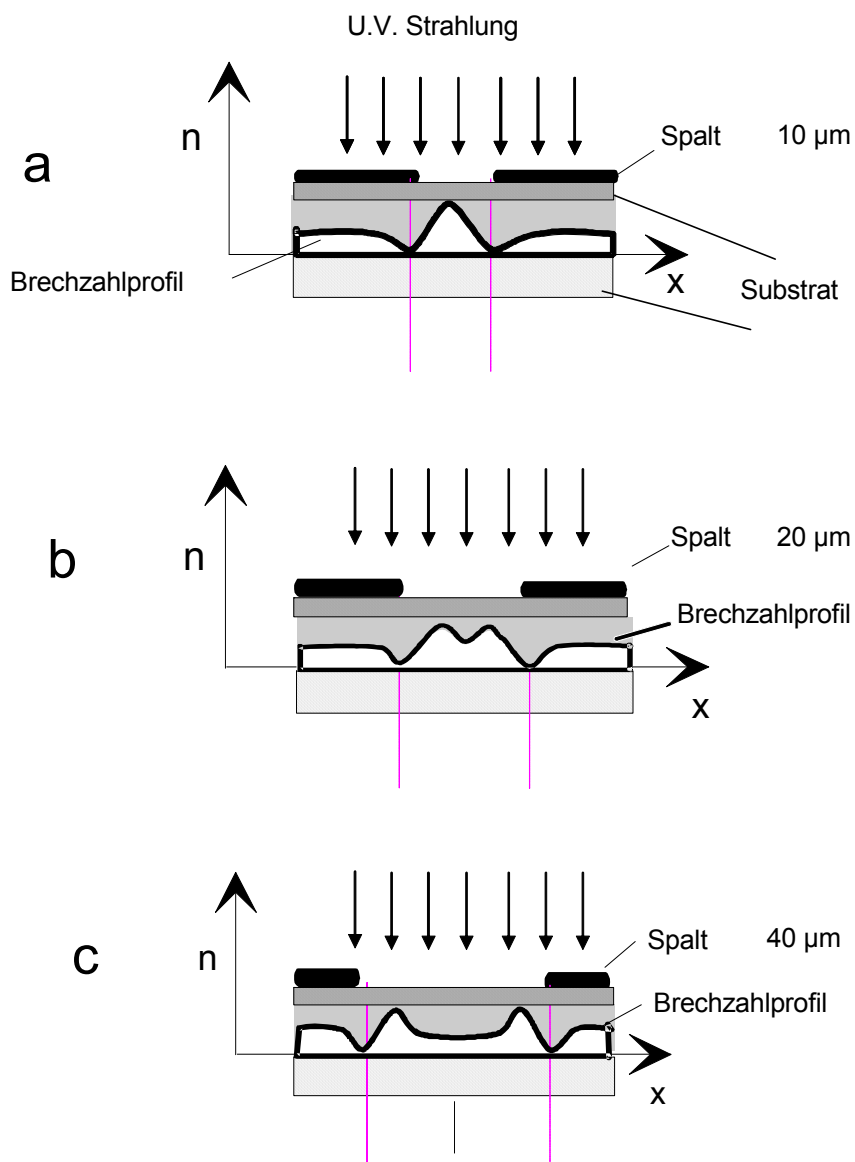 U.V. Strahlung
n
Spalt 10 µm
a
Brechzahlprofil
x
Substrat
Spalt 20 µm
b
n
Brechzahlprofil
x
Spalt 40 µm
c
n
Brechzahlprofil
x